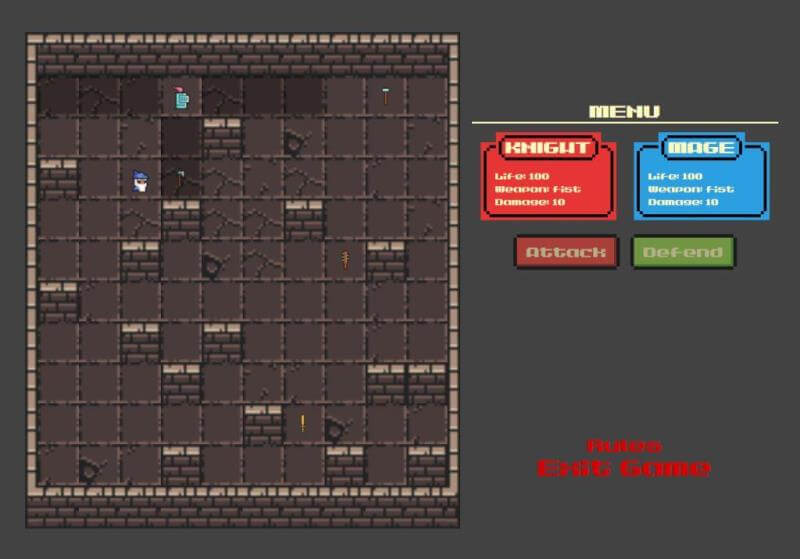 MENU
KNIGHT
Life: 100
Weapon: Fist
Damage: 10
MAGE
Life: 100
Weapon: Fist
Damage: 10
Attack
Defend
Rules
Exit Game